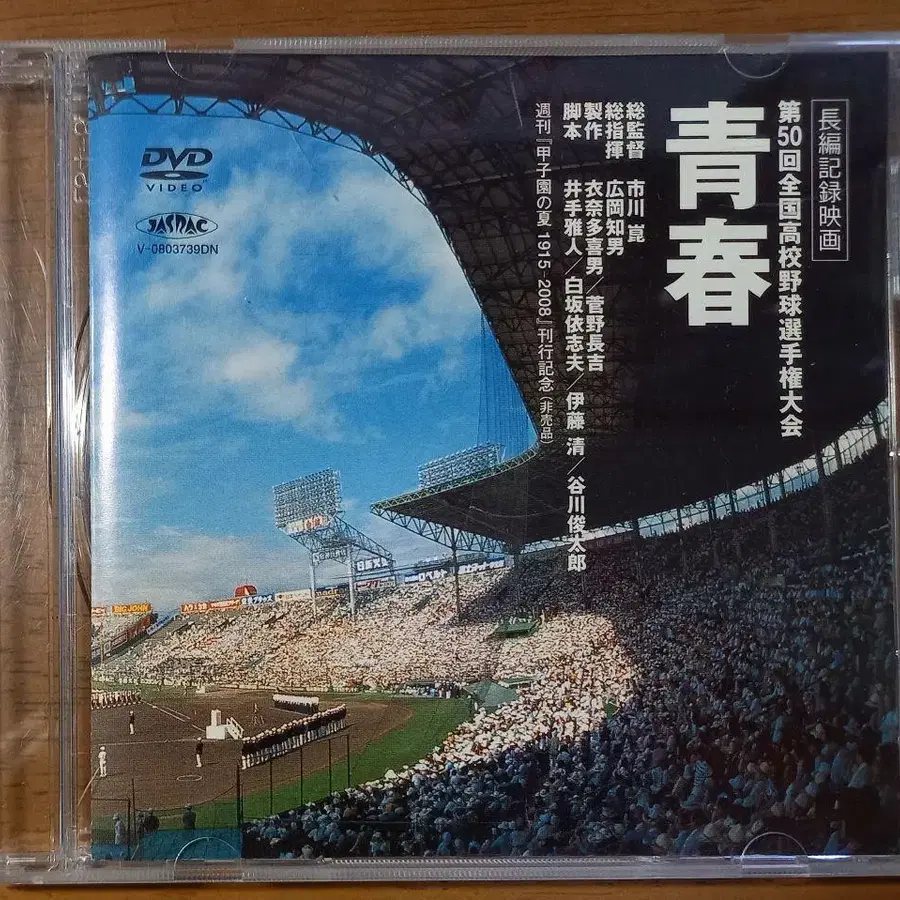 長編記録映画
第50回全国高校野球選手権大会
青春
総監督 市川 崑
総指揮 広岡知男
製作 衣奈多喜男／菅野長吉
脚本 井手雅人／白坂依志夫／伊藤 清／谷川俊太郎
週刊『甲子園の夏 1915-2008』刊行記念（非売品）
DVD
VIDEO
JASRAC
V-0803739DN
BIG JOHN